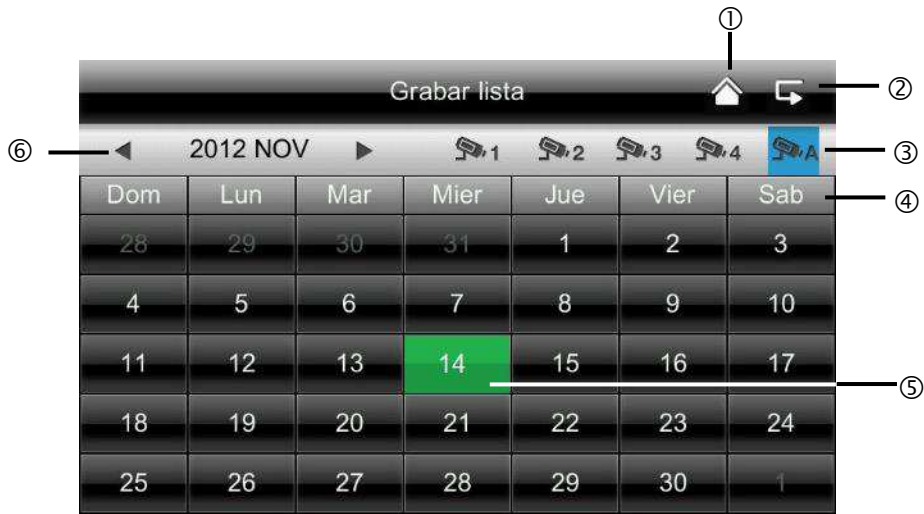 ①
Grabar lista ②
⑥ 2012 NOV 1 2 3 4 A ③
Dom Lun Mar Mier Jue Vier Sab ④
28 29 30 31 1 2 3
4 5 6 7 8 9 10
11 12 13 14 15 16 17
⑤
18 19 20 21 22 23 24
25 26 27 28 29 30 1